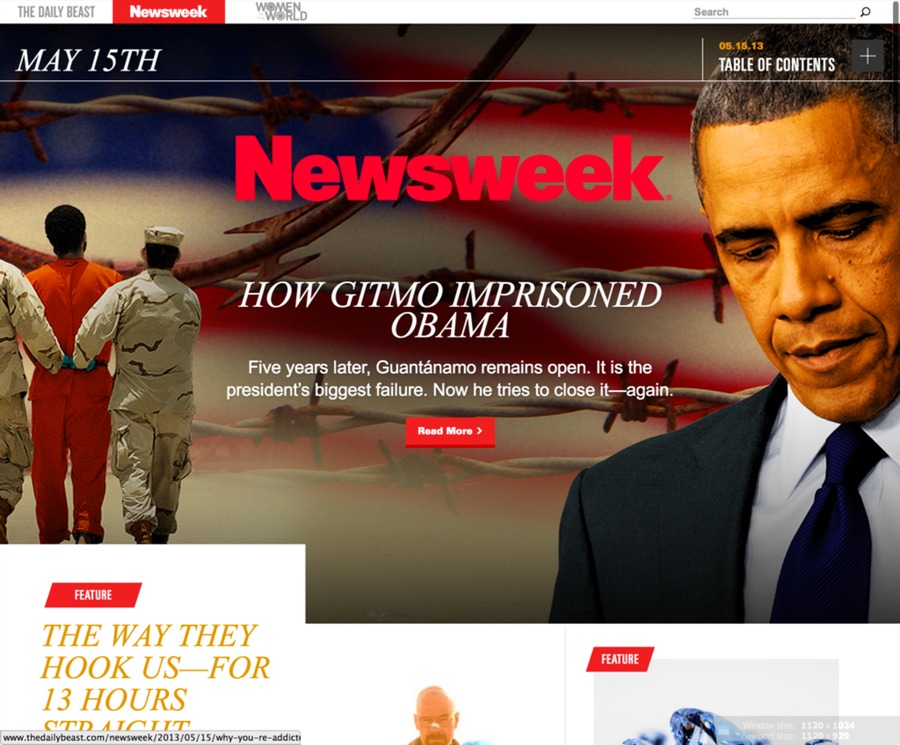 THE DAILY BEAST
Newsweek
WOMEN
IN THE
WORLD
Search
MAY 15TH
05.15.13
TABLE OF CONTENTS
Newsweek
HOW GITMO IMPRISONED
OBAMA
Five years later, Guantánamo remains open. It is the
president's biggest failure. Now he tries to close it—again.
Read More >
FEATURE
THE WAY THEY
HOOK US—FOR
13 HOURS
STRAIGHT
FEATURE
Window size: 1120 x 1024
Viewport size: 1120 x 929
www.thedailybeast.com/newsweek/2013/05/15/why-you-re-addict